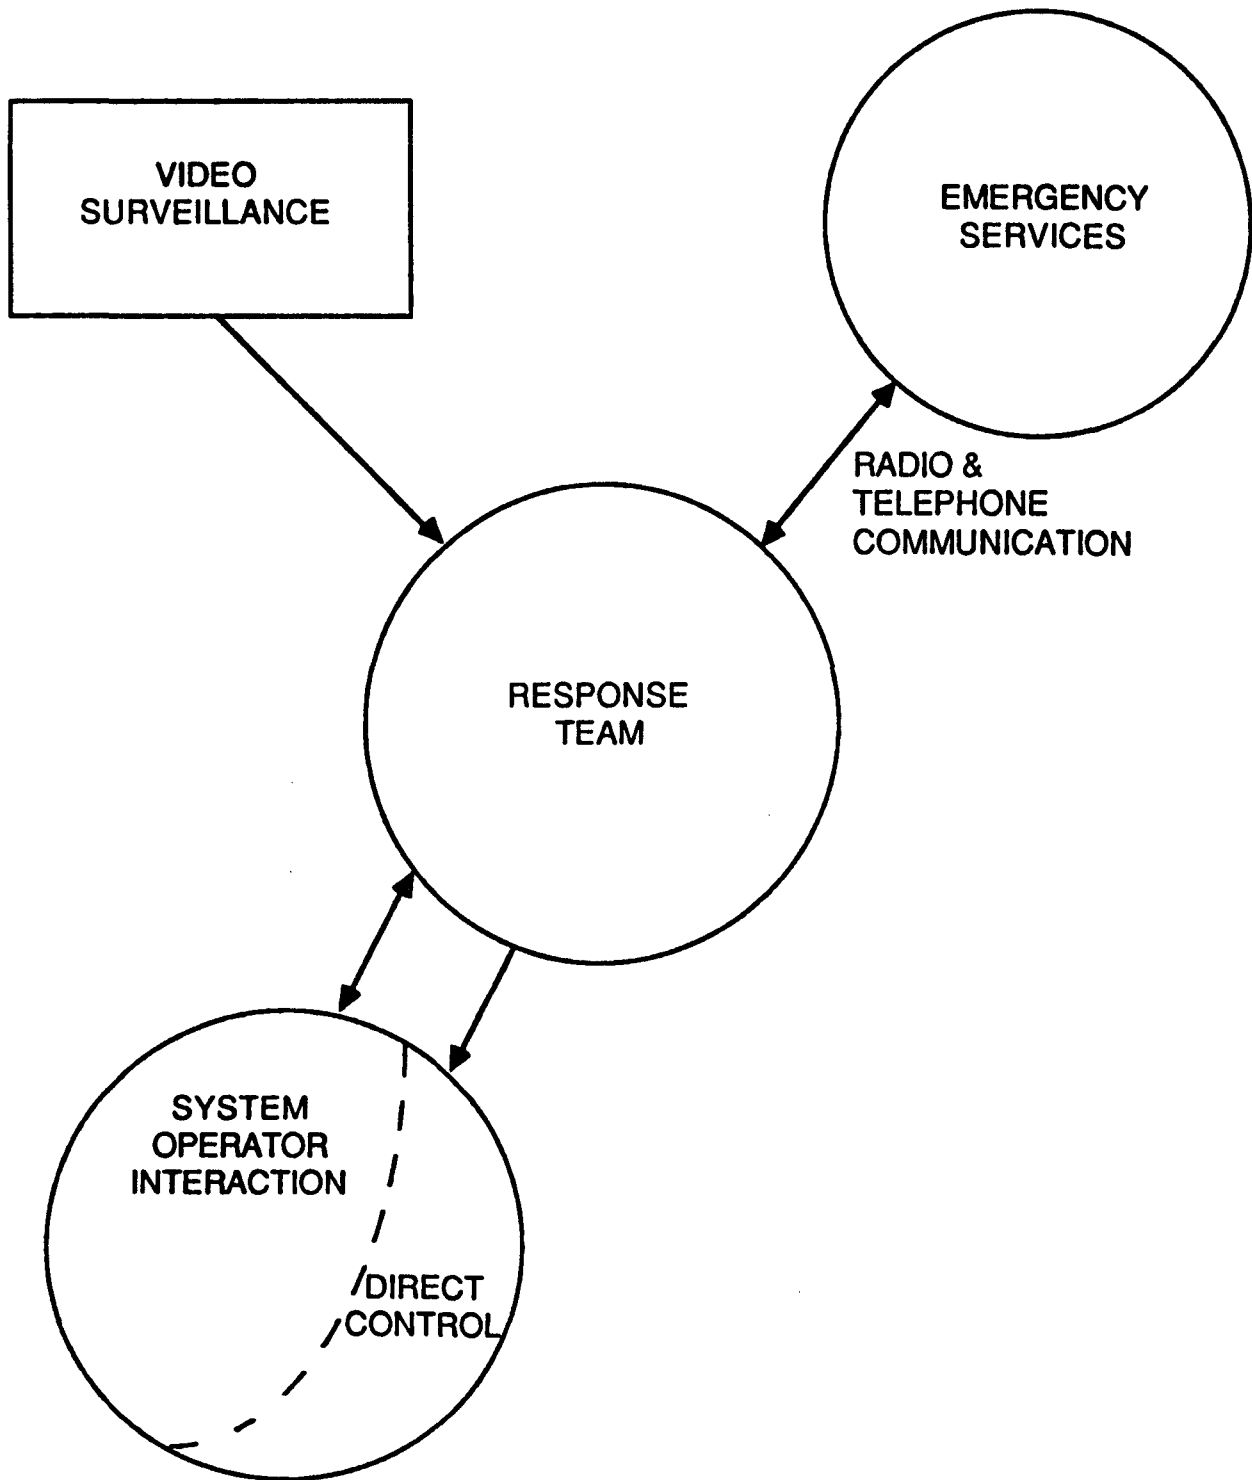 VIDEO
SURVEILLANCE
EMERGENCY
SERVICES
RADIO &
TELEPHONE
COMMUNICATION
RESPONSE
TEAM
SYSTEM
OPERATOR
INTERACTION
DIRECT
CONTROL